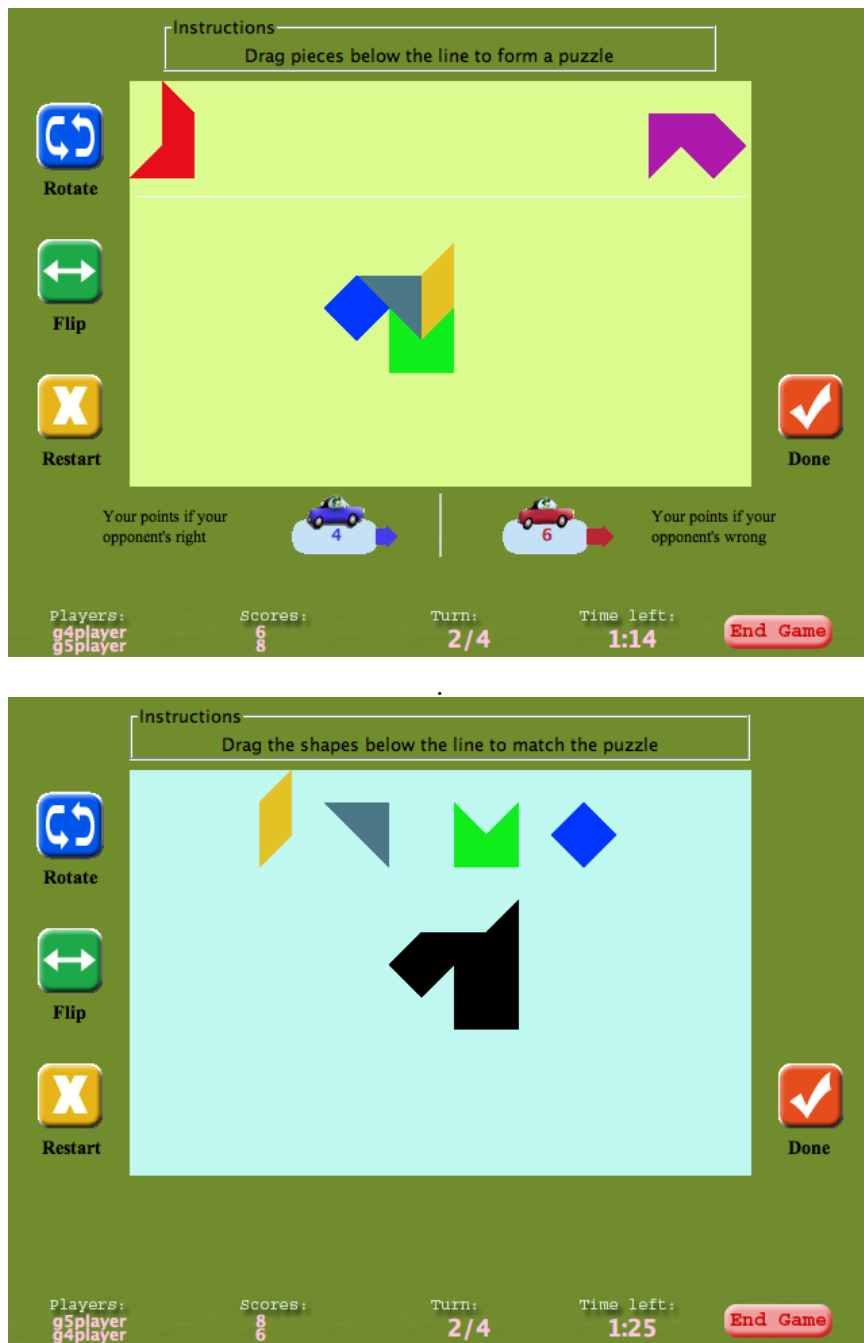 Instructions
Drag pieces below the line to form a puzzle
Rotate
Flip
Restart
Done
Your points if your
opponent's right
4
6
Your points if your
opponent's wrong
Players: Scores: Turn: Time left:
g4player 6 2/4 1:14 End Game
g5player 8
.
Instructions
Drag the shapes below the line to match the puzzle
Rotate
Flip
Restart
Done
Players: Scores: Turn: Time left:
g5player 8 2/4 1:25 End Game
g4player 6